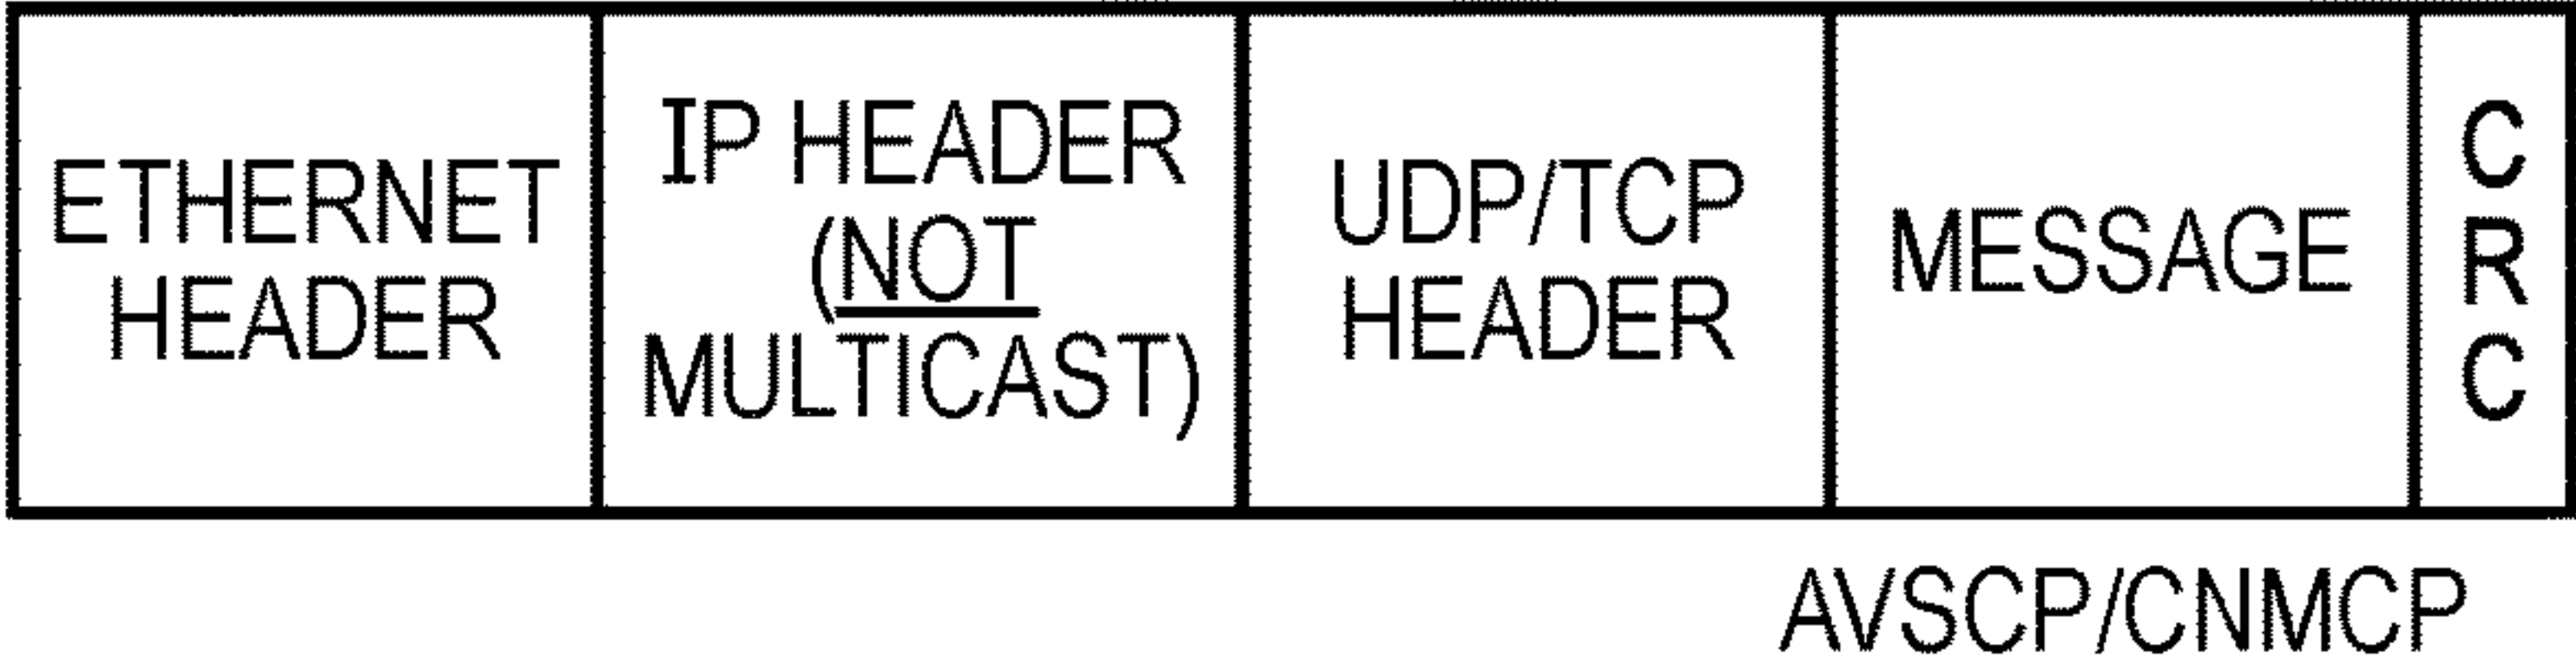 ETHERNET
HEADER
IP HEADER
(NOT
MULTICAST)
UDP/TCP
HEADER
MESSAGE
C
R
C
AVSCP/CNMCP